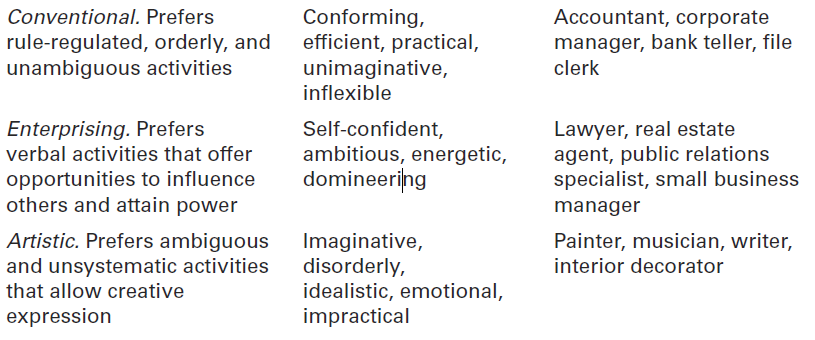 Conventional. Prefers
rule-regulated, orderly, and
unambiguous activities
Conforming,
efficient, practical,
unimaginative,
inflexible
Accountant, corporate
manager, bank teller, file
clerk
Enterprising. Prefers
verbal activities that offer
opportunities to influence
others and attain power
Self-confident,
ambitious, energetic,
domineering
Lawyer, real estate
agent, public relations
specialist, small business
manager
Artistic. Prefers ambiguous
and unsystematic activities
that allow creative
expression
Imaginative,
disorderly,
idealistic, emotional,
impractical
Painter, musician, writer,
interior decorator